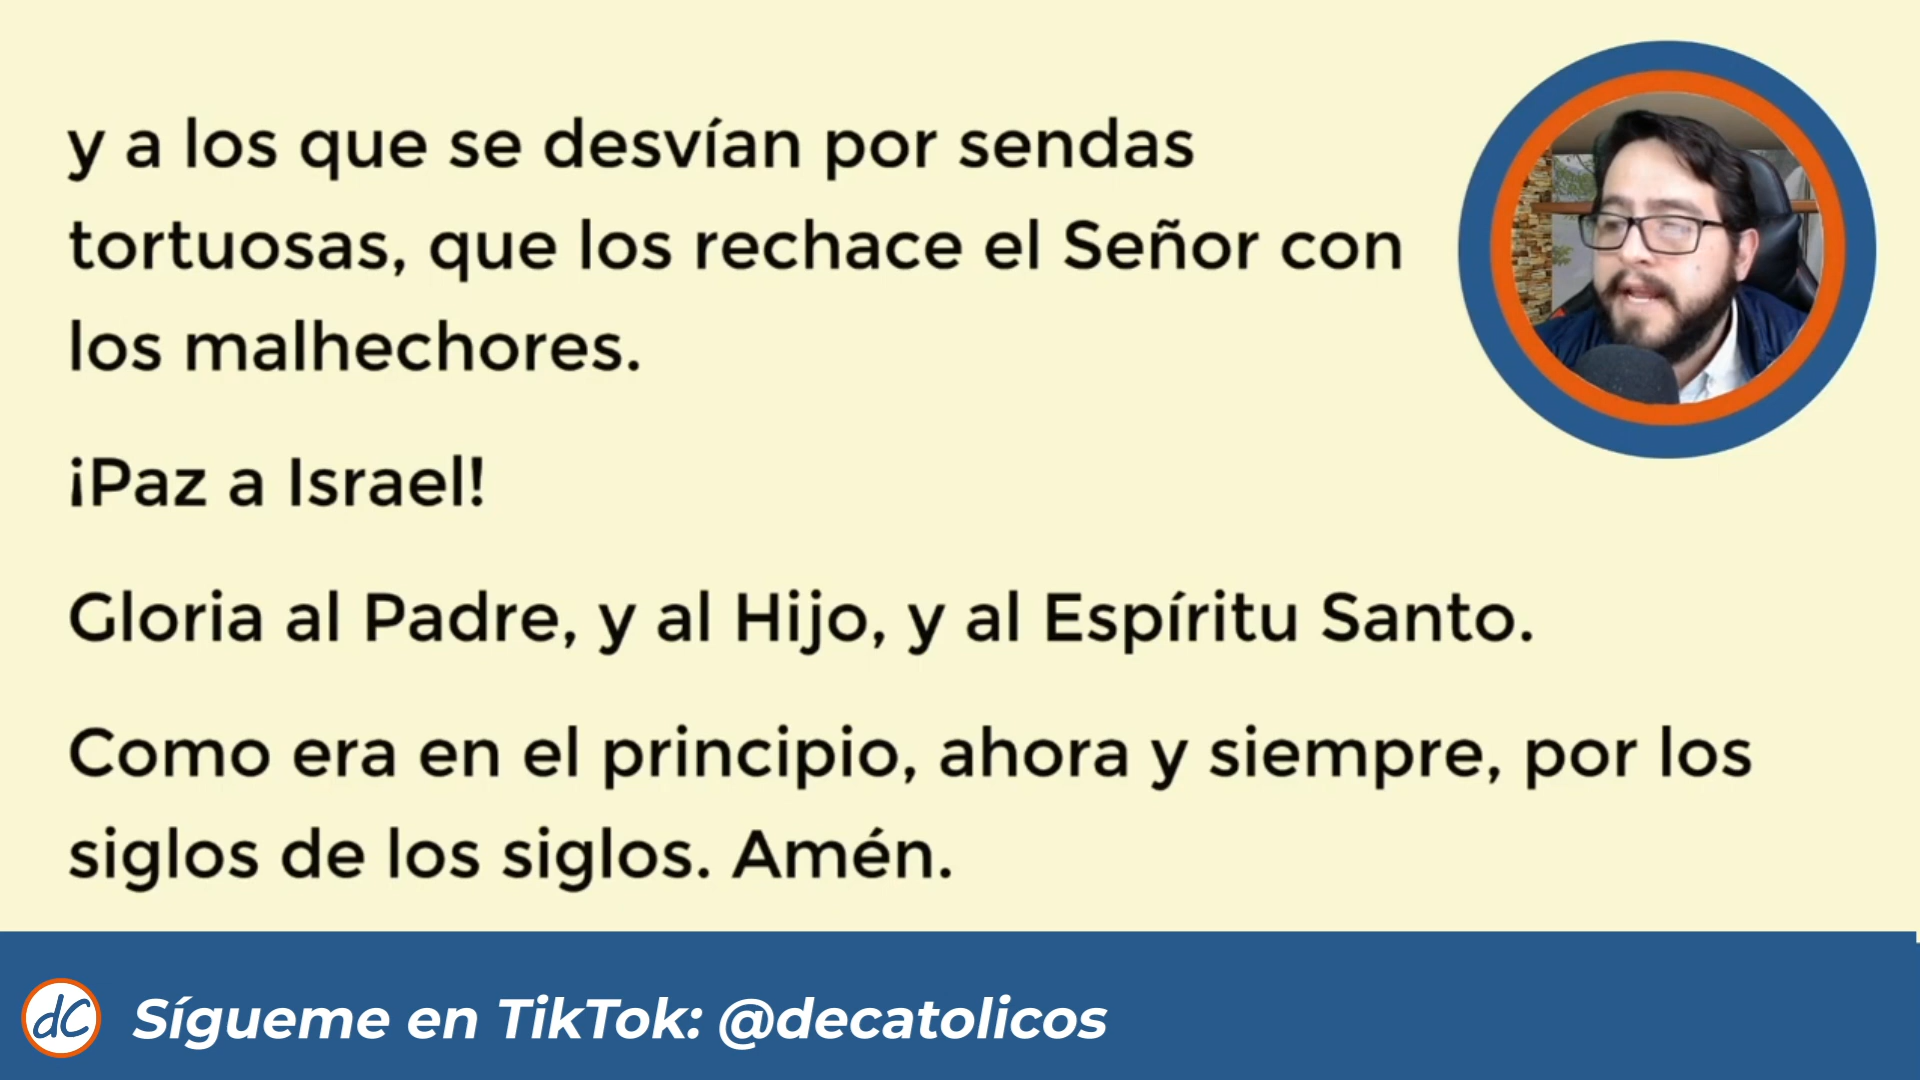 y a los que se desvían por sendas
tortuosas, que los rechace el Señor con
los malhechores.
¡Paz a Israel!
Gloria al Padre, y al Hijo, y al Espíritu Santo.
Como era en el principio, ahora y siempre, por los
siglos de los siglos. Amén.
dC Sígueme en TikTok: @decatolicos